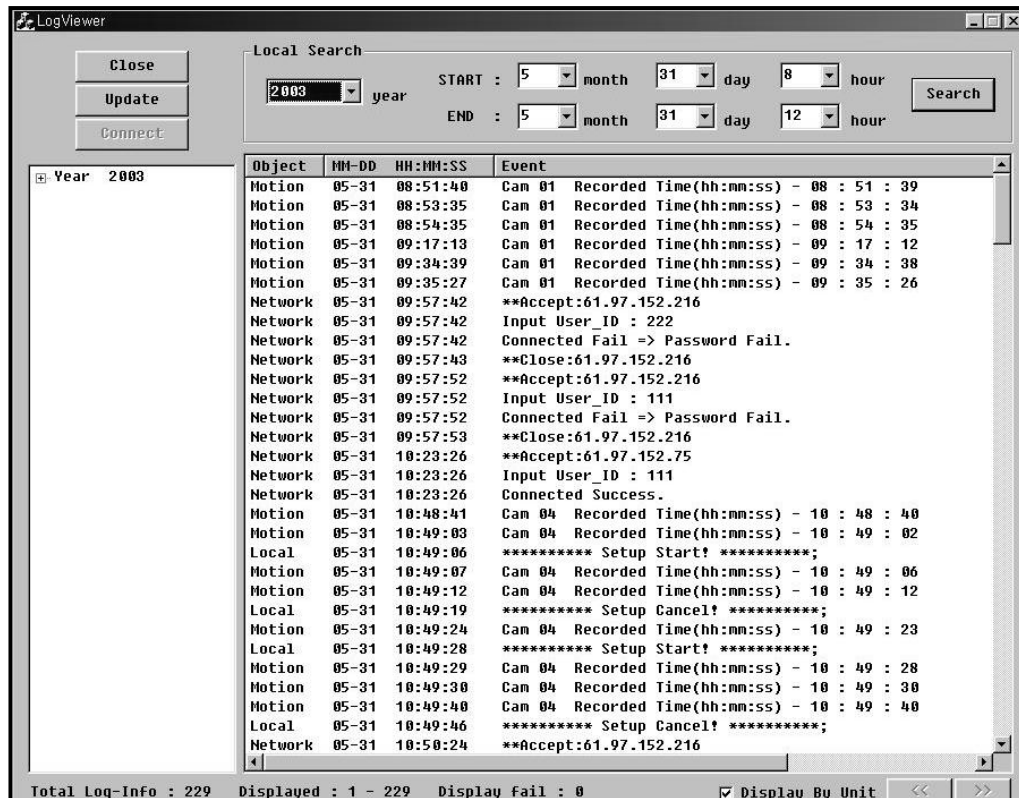 LogViewer
Close
Update
Connect
Local Search
2003 year
START : 5 month 31 day 8 hour
END : 5 month 31 day 12 hour
Search
Year 2003
Object MM-DD HH:MM:SS Event
Motion 05-31 08:51:40 Cam 01 Recorded Time(hh:mm:ss) - 08 : 51 : 39
Motion 05-31 08:53:35 Cam 01 Recorded Time(hh:mm:ss) - 08 : 53 : 34
Motion 05-31 08:54:35 Cam 01 Recorded Time(hh:mm:ss) - 08 : 54 : 35
Motion 05-31 09:17:13 Cam 01 Recorded Time(hh:mm:ss) - 09 : 17 : 12
Motion 05-31 09:34:39 Cam 01 Recorded Time(hh:mm:ss) - 09 : 34 : 38
Motion 05-31 09:35:27 Cam 01 Recorded Time(hh:mm:ss) - 09 : 35 : 26
Network 05-31 09:57:42 **Accept:61.97.152.216
Network 05-31 09:57:42 Input User_ID : 222
Network 05-31 09:57:42 Connected Fail => Password Fail.
Network 05-31 09:57:43 **Close:61.97.152.216
Network 05-31 09:57:52 **Accept:61.97.152.216
Network 05-31 09:57:52 Input User_ID : 111
Network 05-31 09:57:52 Connected Fail => Password Fail.
Network 05-31 09:57:53 **Close:61.97.152.216
Network 05-31 10:23:26 **Accept:61.97.152.75
Network 05-31 10:23:26 Input User_ID : 111
Network 05-31 10:23:26 Connected Success.
Motion 05-31 10:48:41 Cam 04 Recorded Time(hh:mm:ss) - 10 : 48 : 40
Motion 05-31 10:49:03 Cam 04 Recorded Time(hh:mm:ss) - 10 : 49 : 02
Local 05-31 10:49:06 ********** Setup Start! **********;
Motion 05-31 10:49:07 Cam 04 Recorded Time(hh:mm:ss) - 10 : 49 : 06
Motion 05-31 10:49:12 Cam 04 Recorded Time(hh:mm:ss) - 10 : 49 : 12
Local 05-31 10:49:19 ********** Setup Cancel! **********;
Motion 05-31 10:49:24 Cam 04 Recorded Time(hh:mm:ss) - 10 : 49 : 23
Local 05-31 10:49:28 ********** Setup Start! **********;
Motion 05-31 10:49:29 Cam 04 Recorded Time(hh:mm:ss) - 10 : 49 : 28
Motion 05-31 10:49:30 Cam 04 Recorded Time(hh:mm:ss) - 10 : 49 : 30
Motion 05-31 10:49:40 Cam 04 Recorded Time(hh:mm:ss) - 10 : 49 : 40
Local 05-31 10:49:46 ********** Setup Cancel! **********;
Network 05-31 10:50:24 **Accept:61.97.152.216
Total Log-Info : 229 Displayed : 1 - 229 Display fail : 0 Display By Unit << >>